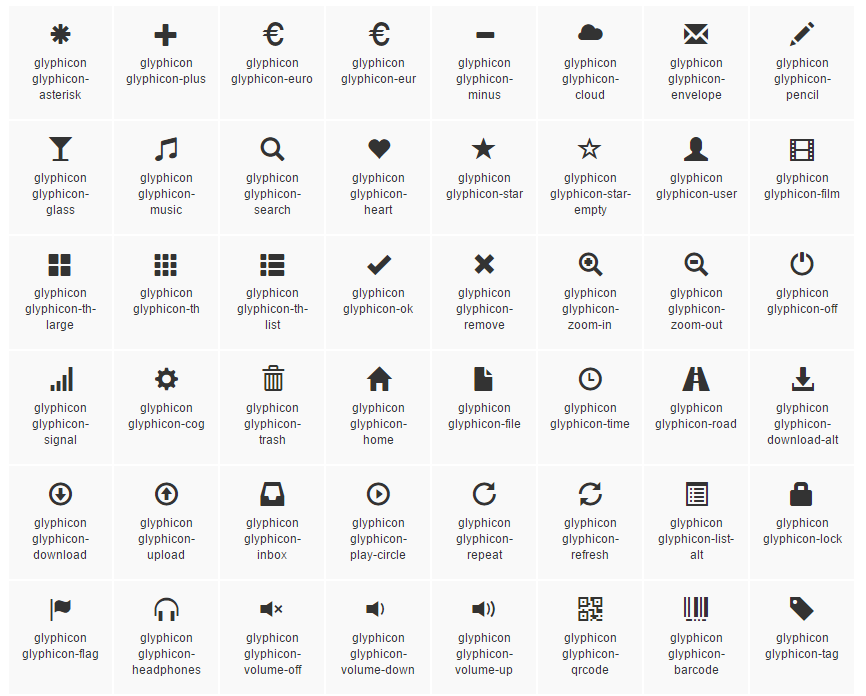 glyphicon
glyphicon-
asterisk
glyphicon
glyphicon-plus
glyphicon
glyphicon-euro
glyphicon
glyphicon-eur
glyphicon
glyphicon-
minus
glyphicon
glyphicon-
cloud
glyphicon
glyphicon-
envelope
glyphicon
glyphicon-
pencil
glyphicon
glyphicon-
glass
glyphicon
glyphicon-
music
glyphicon
glyphicon-
search
glyphicon
glyphicon-
heart
glyphicon
glyphicon-star
glyphicon
glyphicon-star-
empty
glyphicon
glyphicon-user
glyphicon
glyphicon-film
glyphicon
glyphicon-th-
large
glyphicon
glyphicon-th
glyphicon
glyphicon-th-
list
glyphicon
glyphicon-ok
glyphicon
glyphicon-
remove
glyphicon
glyphicon-
zoom-in
glyphicon
glyphicon-
zoom-out
glyphicon
glyphicon-off
glyphicon
glyphicon-
signal
glyphicon
glyphicon-cog
glyphicon
glyphicon-
trash
glyphicon
glyphicon-
home
glyphicon
glyphicon-file
glyphicon
glyphicon-time
glyphicon
glyphicon-road
glyphicon
glyphicon-
download-alt
glyphicon
glyphicon-
download
glyphicon
glyphicon-
upload
glyphicon
glyphicon-
inbox
glyphicon
glyphicon-
play-circle
glyphicon
glyphicon-
repeat
glyphicon
glyphicon-
refresh
glyphicon
glyphicon-list-
alt
glyphicon
glyphicon-lock
glyphicon
glyphicon-flag
glyphicon
glyphicon-
headphones
glyphicon
glyphicon-
volume-off
glyphicon
glyphicon-
volume-down
glyphicon
glyphicon-
volume-up
glyphicon
glyphicon-
qrcode
glyphicon
glyphicon-
barcode
glyphicon
glyphicon-tag